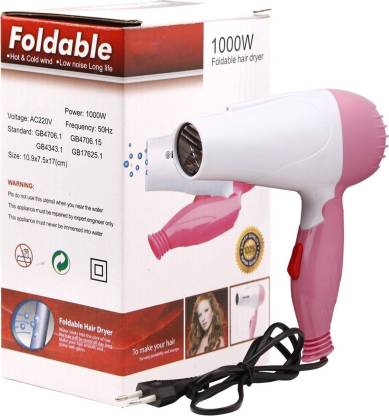 Foldable
•Hot & Cold wind •Low noise Long life
1000W
Foldable hair dryer
Power: 1000W
Voltage: AC220V Frequency: 50Hz
Standard: GB4706.1 GB4706.15
GB4343.1 GB17625.1
Size: 10.9x7.5x17(cm)
WARNING:
Pls do not use this utensil when you near the water
This appliance must be repaired by expert engineer only
This appliance must be never immersed into water
Foldable Hair Dryer
To make your hair